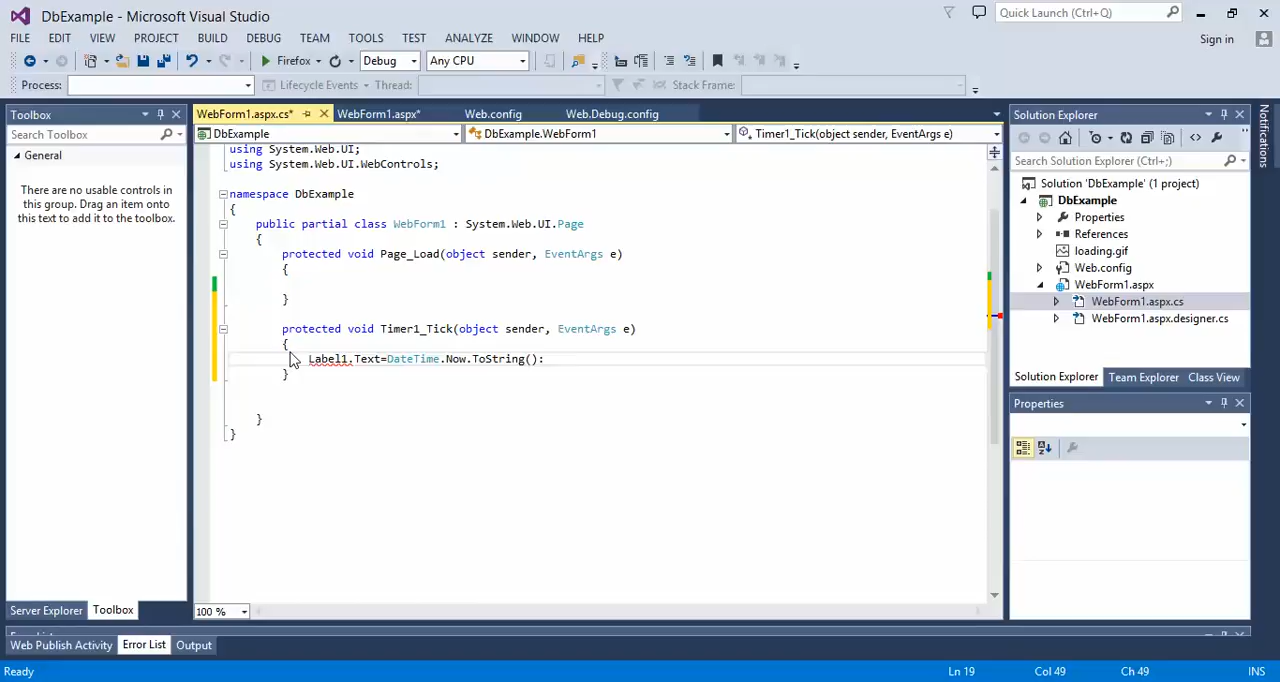 DbExample - Microsoft Visual Studio
Quick Launch (Ctrl+Q)
FILE EDIT VIEW PROJECT BUILD DEBUG TEAM TOOLS TEST ANALYZE WINDOW HELP
Sign in
Firefox Debug Any CPU
Process: Lifecycle Events Thread: Stack Frame:
Toolbox
Search Toolbox
General
There are no usable controls in
this group. Drag an item onto
this text to add it to the toolbox.
Server Explorer Toolbox
WebForm1.aspx.cs* WebForm1.aspx* Web.config Web.Debug.config
DbExample DbExample.WebForm1 Timer1_Tick(object sender, EventArgs e)
using System.Web.UI;
using System.Web.UI.WebControls;
namespace DbExample
{
public partial class WebForm1 : System.Web.UI.Page
{
protected void Page_Load(object sender, EventArgs e)
{
}
protected void Timer1_Tick(object sender, EventArgs e)
{
Label1.Text=DateTime.Now.ToString():
}
}
}
100 %
Solution Explorer
Search Solution Explorer (Ctrl+;)
Solution 'DbExample' (1 project)
DbExample
Properties
References
loading.gif
Web.config
WebForm1.aspx
WebForm1.aspx.cs
WebForm1.aspx.designer.cs
Solution Explorer Team Explorer Class View
Properties
Notifications
Web Publish Activity Error List Output
Ready Ln 19 Col 49 Ch 49 INS